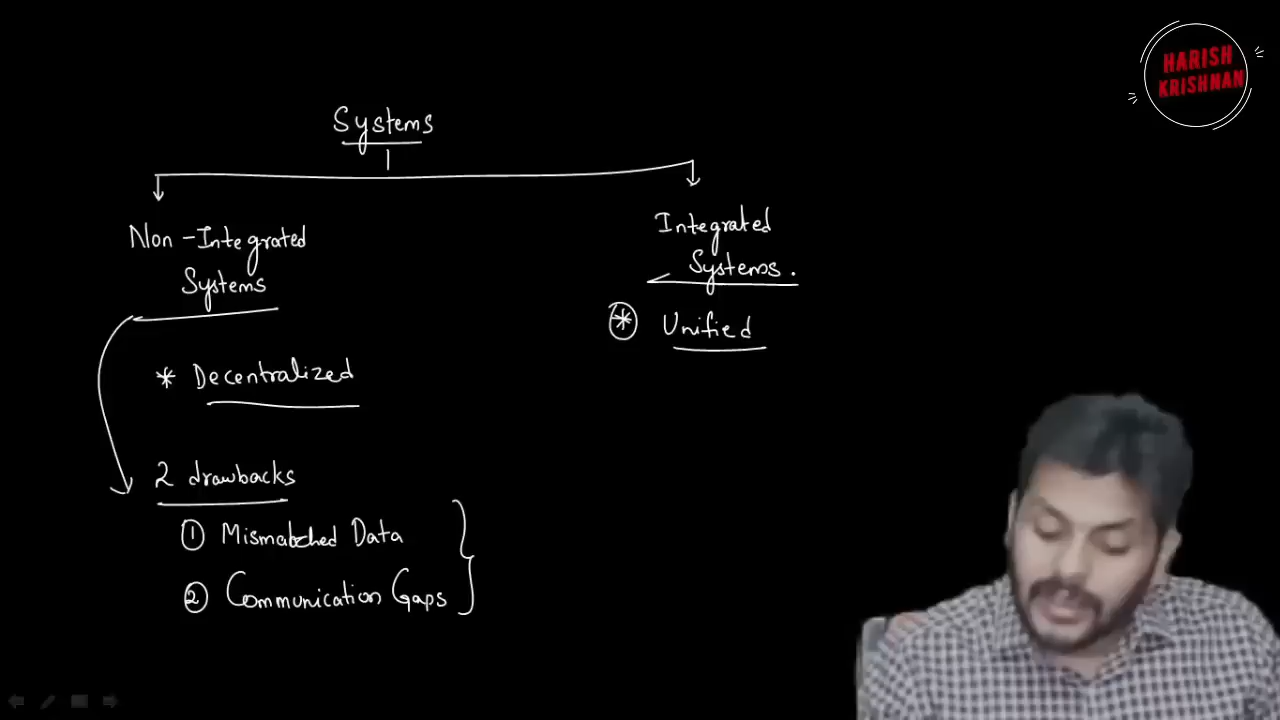 HARISH
KRISHNAN
Systems
Non-Integrated
Systems
* Decentralized
2 drawbacks
① Mismatched Data
② Communication Gaps
Integrated
Systems.
* Unified